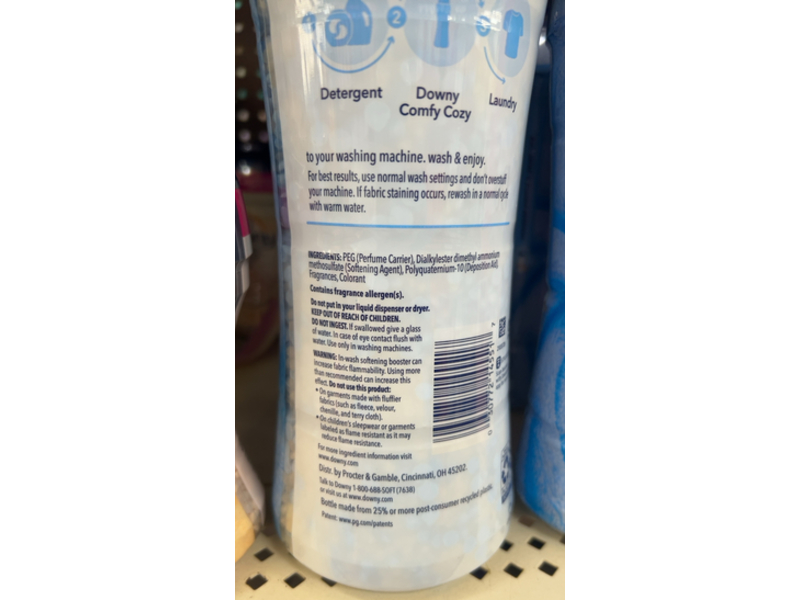 2
Detergent
Downy
Comfy Cozy
Laundry
to your washing machine. wash & enjoy.
For best results, use normal wash settings and don't overstuff
your machine. If fabric staining occurs, rewash in a normal cycle
with warm water.
INGREDIENTS: PEG (Perfume Carrier), Dialkylester dimethyl ammonium
methosulfate (Softening Agent), Polyquaternium-10 (Deposition Aid),
Fragrances, Colorant
Contains fragrance allergen(s).
Do not put in your liquid dispenser or dryer.
KEEP OUT OF REACH OF CHILDREN.
DO NOT INGEST. If swallowed give a glass
of water. In case of eye contact flush with
water. Use only in washing machines.
WARNING: In-wash softening booster can
increase fabric flammability. Using more
than recommended can increase this
effect. Do not use this product:
• On garments made with fluffier
fabrics (such as fleece, velour,
chenille, and terry cloth).
• On children's sleepwear or garments
labeled as flame resistant as it may
reduce flame resistance.
For more ingredient information visit
www.downy.com
Distr. by Procter & Gamble, Cincinnati, OH 45202.
Talk to Downy 1-800-688-SOFT (7638)
or visit us at www.downy.com
Bottle made from 25% or more post-consumer recycled plastic.
Patent: www.pg.com/patents